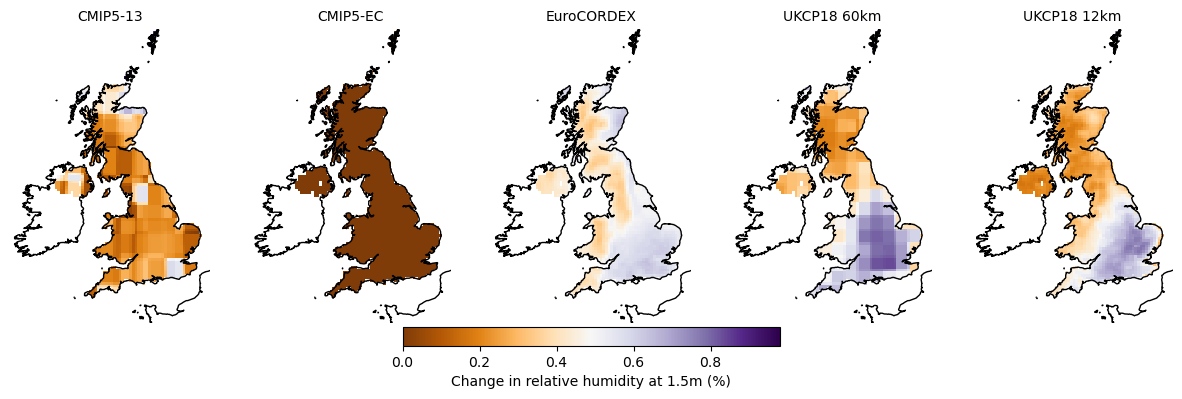 CMIP5-13 CMIP5-EC EuroCORDEX UKCP18 60km UKCP18 12km
0.0 0.2 0.4 0.6 0.8
Change in relative humidity at 1.5m (%)